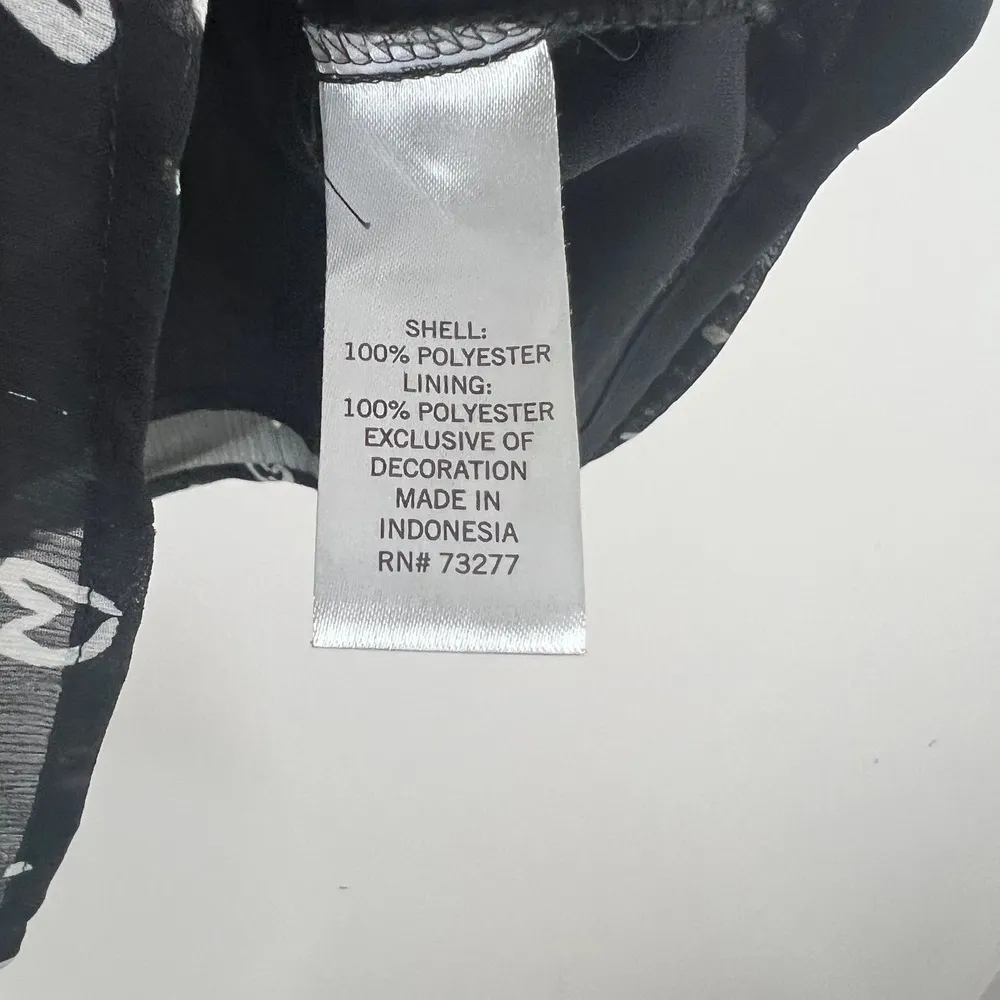 SHELL:
100% POLYESTER
LINING:
100% POLYESTER
EXCLUSIVE OF
DECORATION
MADE IN
INDONESIA
RN# 73277